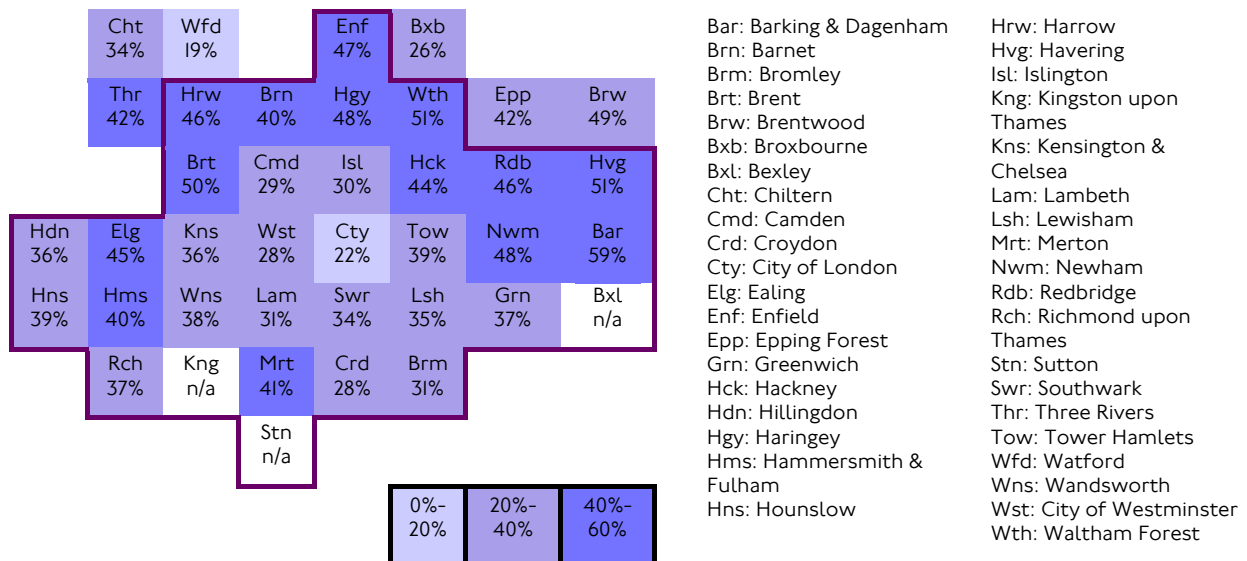 Cht Wfd Enf Bxb
34% 19% 47% 26%
Thr Hrw Brn Hgy Wth Epp Brw
42% 46% 40% 48% 51% 42% 49%
Brt Cmd Isl Hck Rdb Hvg
50% 29% 30% 44% 46% 51%
Hdn Elg Kns Wst Cty Tow Nwm Bar
36% 45% 36% 28% 22% 39% 48% 59%
Hns Hms Wns Lam Swr Lsh Grn Bxl
39% 40% 38% 31% 34% 35% 37% n/a
Rch Kng Mrt Crd Brm
37% n/a 41% 28% 31%
Stn
n/a
0%- 20%- 40%-
20% 40% 60%
Bar: Barking & Dagenham
Brn: Barnet
Brm: Bromley
Brt: Brent
Brw: Brentwood
Bxb: Broxbourne
Bxl: Bexley
Cht: Chiltern
Cmd: Camden
Crd: Croydon
Cty: City of London
Elg: Ealing
Enf: Enfield
Epp: Epping Forest
Grn: Greenwich
Hck: Hackney
Hdn: Hillingdon
Hgy: Haringey
Hms: Hammersmith &
Fulham
Hns: Hounslow
Hrw: Harrow
Hvg: Havering
Isl: Islington
Kng: Kingston upon
Thames
Kns: Kensington &
Chelsea
Lam: Lambeth
Lsh: Lewisham
Mrt: Merton
Nwm: Newham
Rdb: Redbridge
Rch: Richmond upon
Thames
Stn: Sutton
Swr: Southwark
Thr: Three Rivers
Tow: Tower Hamlets
Wfd: Watford
Wns: Wandsworth
Wst: City of Westminster
Wth: Waltham Forest